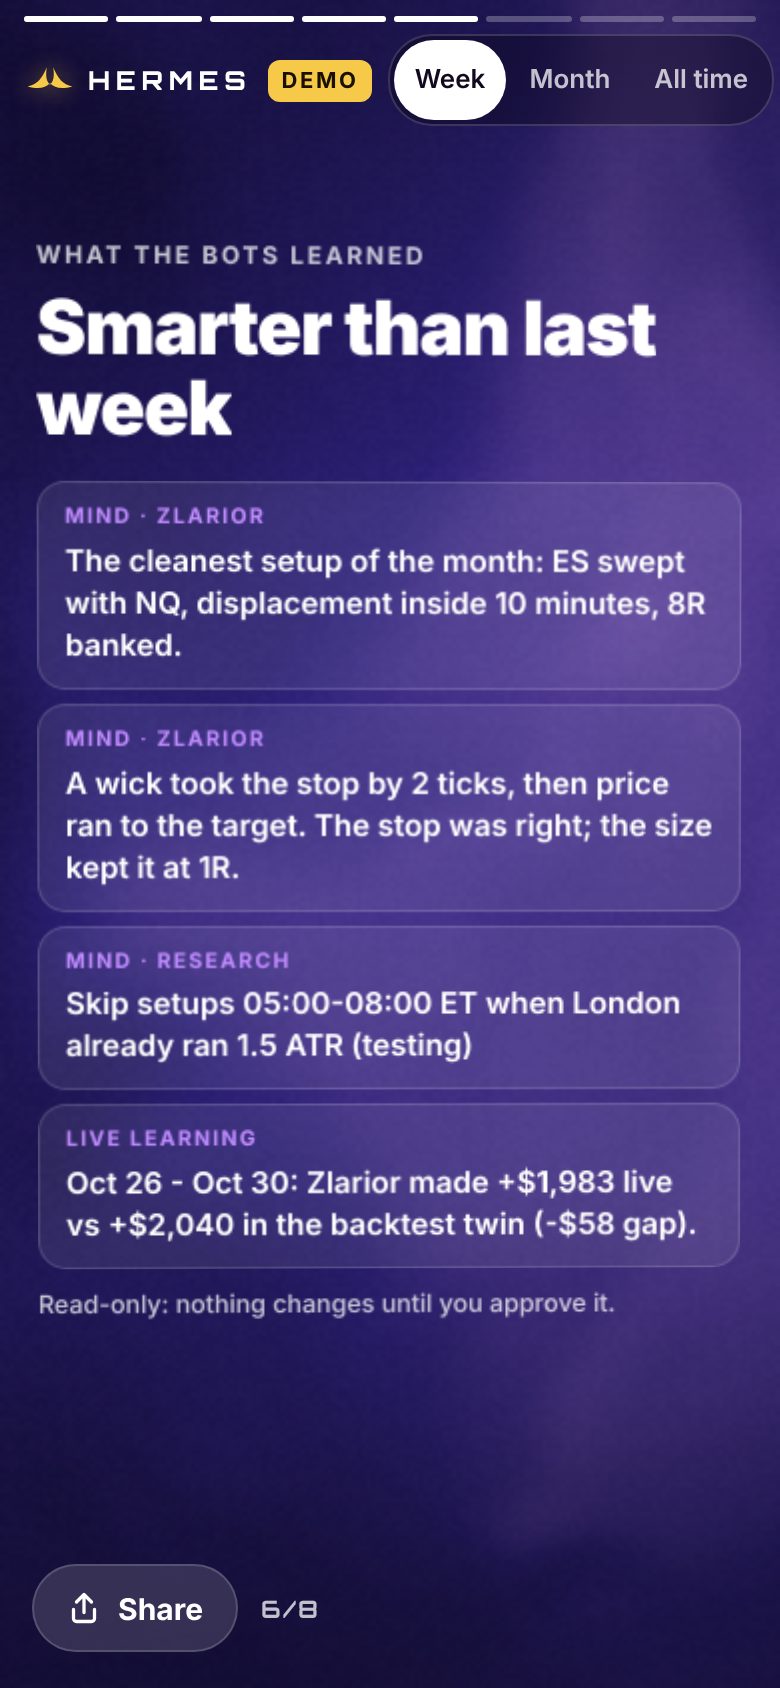 HERMES
DEMO
Week
Month
All time
WHAT THE BOTS LEARNED
Smarter than last
week
MIND · ZLARIOR
The cleanest setup of the month: ES swept
with NQ, displacement inside 10 minutes, 8R
banked.
MIND · ZLARIOR
A wick took the stop by 2 ticks, then price
ran to the target. The stop was right; the size
kept it at 1R.
MIND · RESEARCH
Skip setups 05:00-08:00 ET when London
already ran 1.5 ATR (testing)
LIVE LEARNING
Oct 26 - Oct 30: Zlarior made +$1,983 live
vs +$2,040 in the backtest twin (-$58 gap).
Read-only: nothing changes until you approve it.
Share
6/8